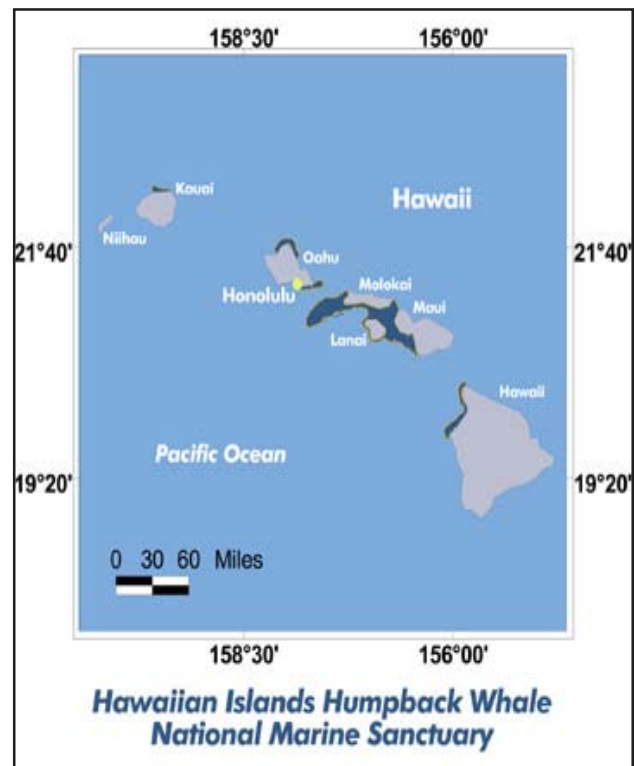 158°30' 156°00'
Kauai
Hawaii
Niihau
21°40' 21°40'
Oahu
Honolulu
Molokai
Maui
Lanai
Hawaii
Pacific Ocean
19°20' 19°20'
0 30 60 Miles
158°30' 156°00'
Hawaiian Islands Humpback Whale
National Marine Sanctuary